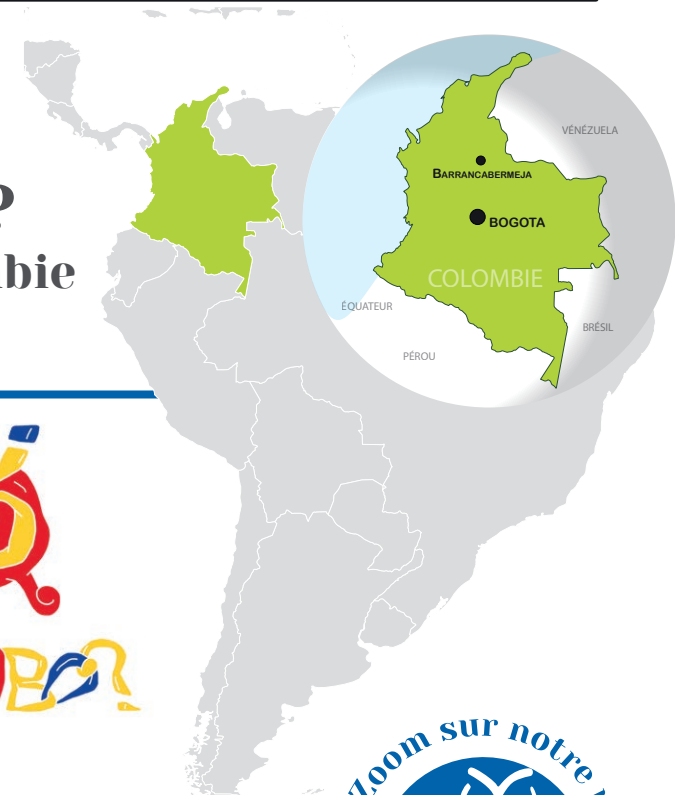 ?
bie
VÉNÉZUELA
BARRANCABERMEJA
BOGOTA
COLOMBIE
ÉQUATEUR
BRÉSIL
PÉROU
Zoom sur notre